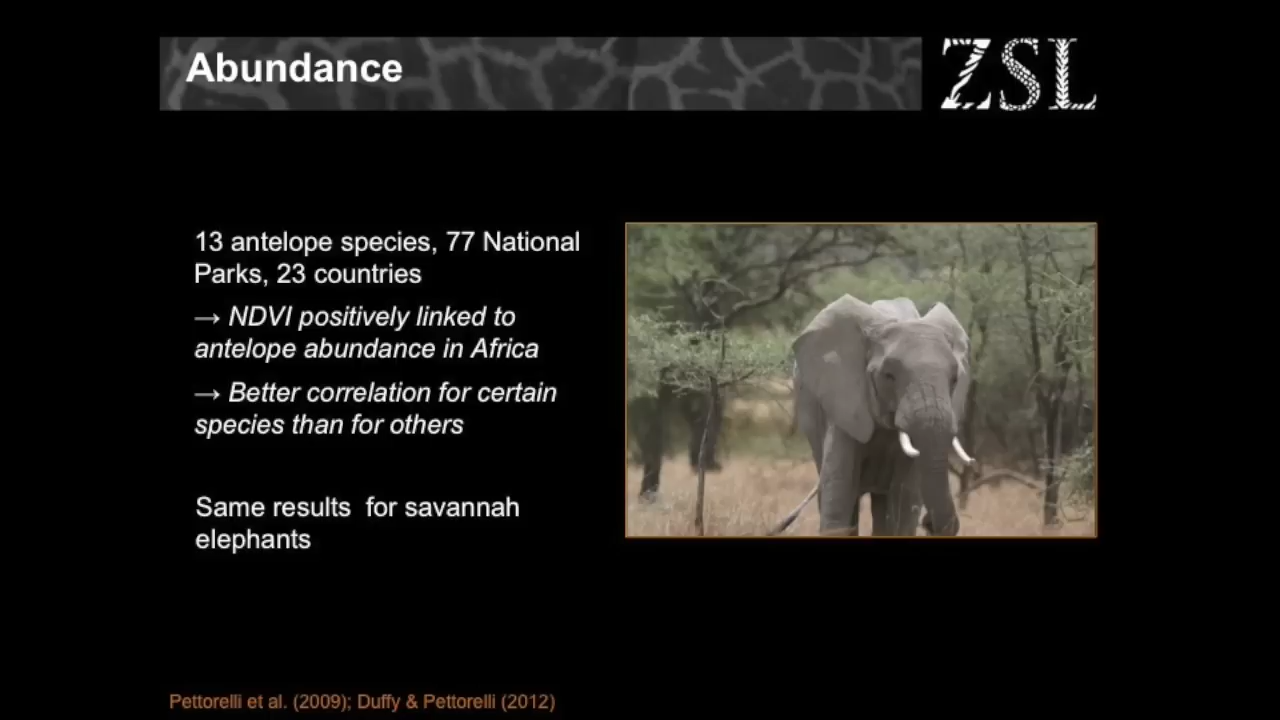 Abundance
ZSL
13 antelope species, 77 National
Parks, 23 countries
→ NDVI positively linked to
antelope abundance in Africa
→ Better correlation for certain
species than for others
Same results  for savannah
elephants
Pettorelli et al. (2009); Duffy & Pettorelli (2012)